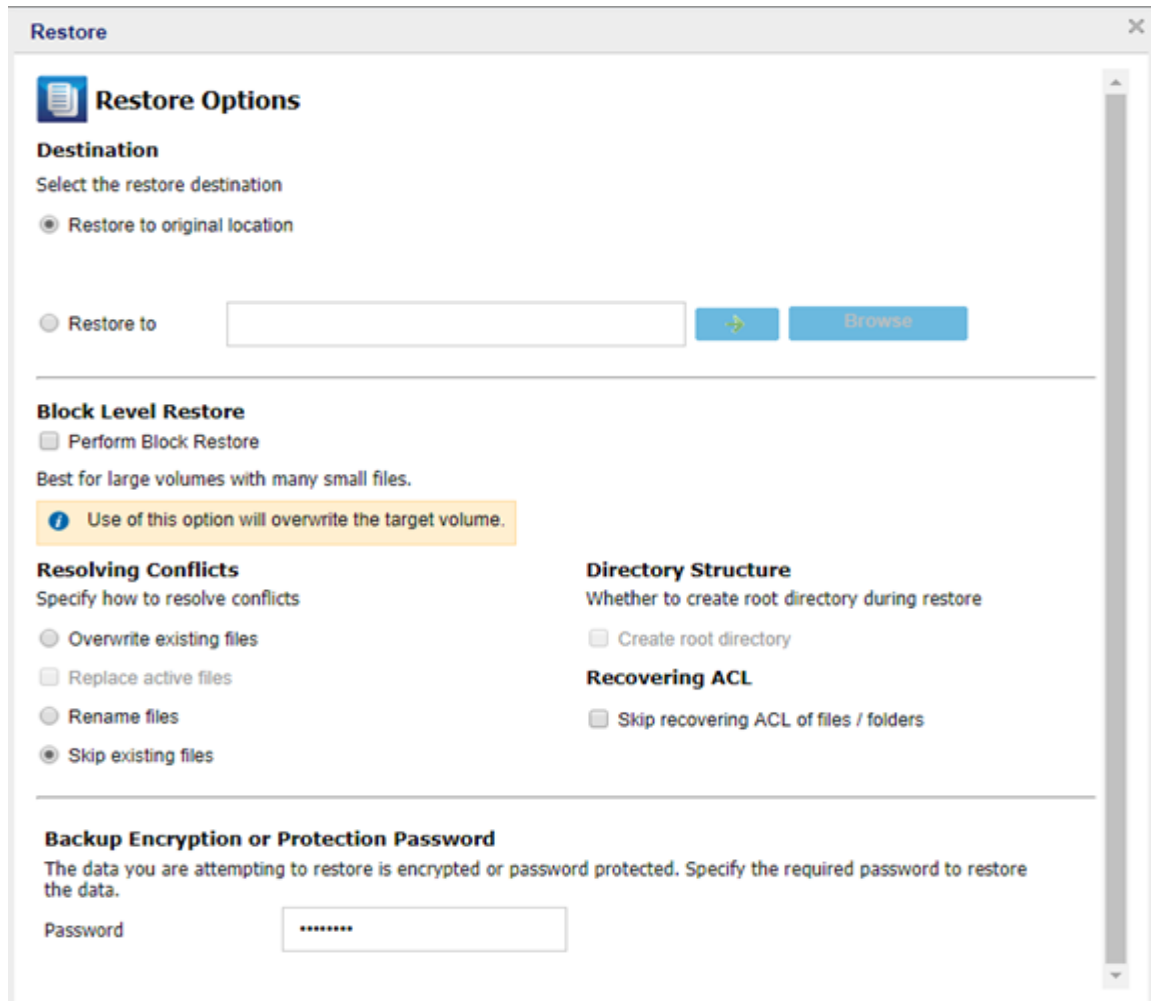 Restore
Restore Options
Destination
Select the restore destination
Restore to original location
Restore to
Browse
Block Level Restore
Perform Block Restore
Best for large volumes with many small files.
Use of this option will overwrite the target volume.
Resolving Conflicts
Specify how to resolve conflicts
Overwrite existing files
Replace active files
Rename files
Skip existing files
Directory Structure
Whether to create root directory during restore
Create root directory
Recovering ACL
Skip recovering ACL of files / folders
Backup Encryption or Protection Password
The data you are attempting to restore is encrypted or password protected. Specify the required password to restore
the data.
Password ••••••••